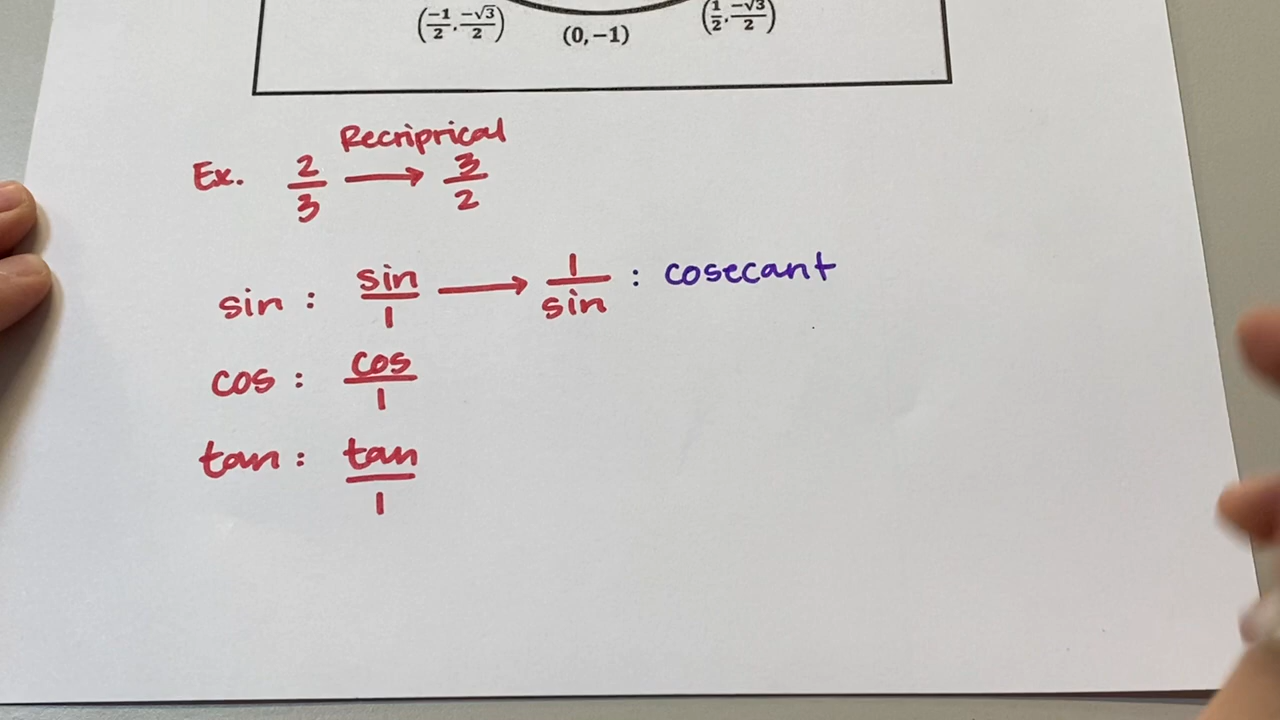 (-1/2, -√3/2) (0, -1) (1/2, -√3/2)
Recriprical
Ex. 2/3 → 3/2
sin : sin/1 → 1/sin : cosecant
cos : cos/1
tan : tan/1